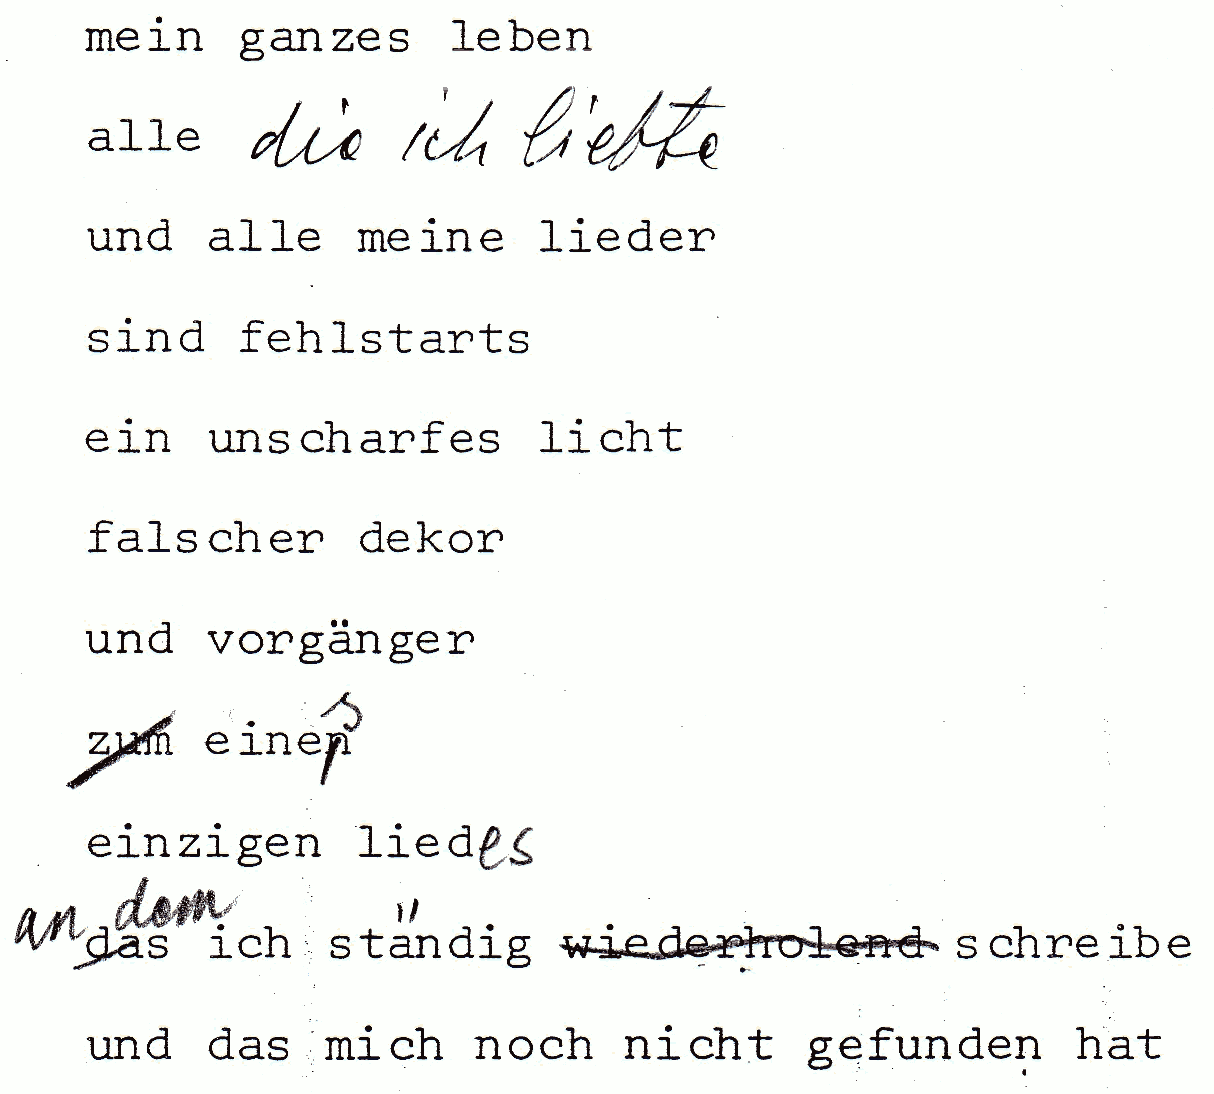 mein ganzes leben
alle die ich liebte
und alle meine lieder
sind fehlstarts
ein unscharfes licht
falscher dekor
und vorgänger
zum eines
einzigen liedes
an dem
das ich ständig wiederholend schreibe
und das mich noch nicht gefunden hat